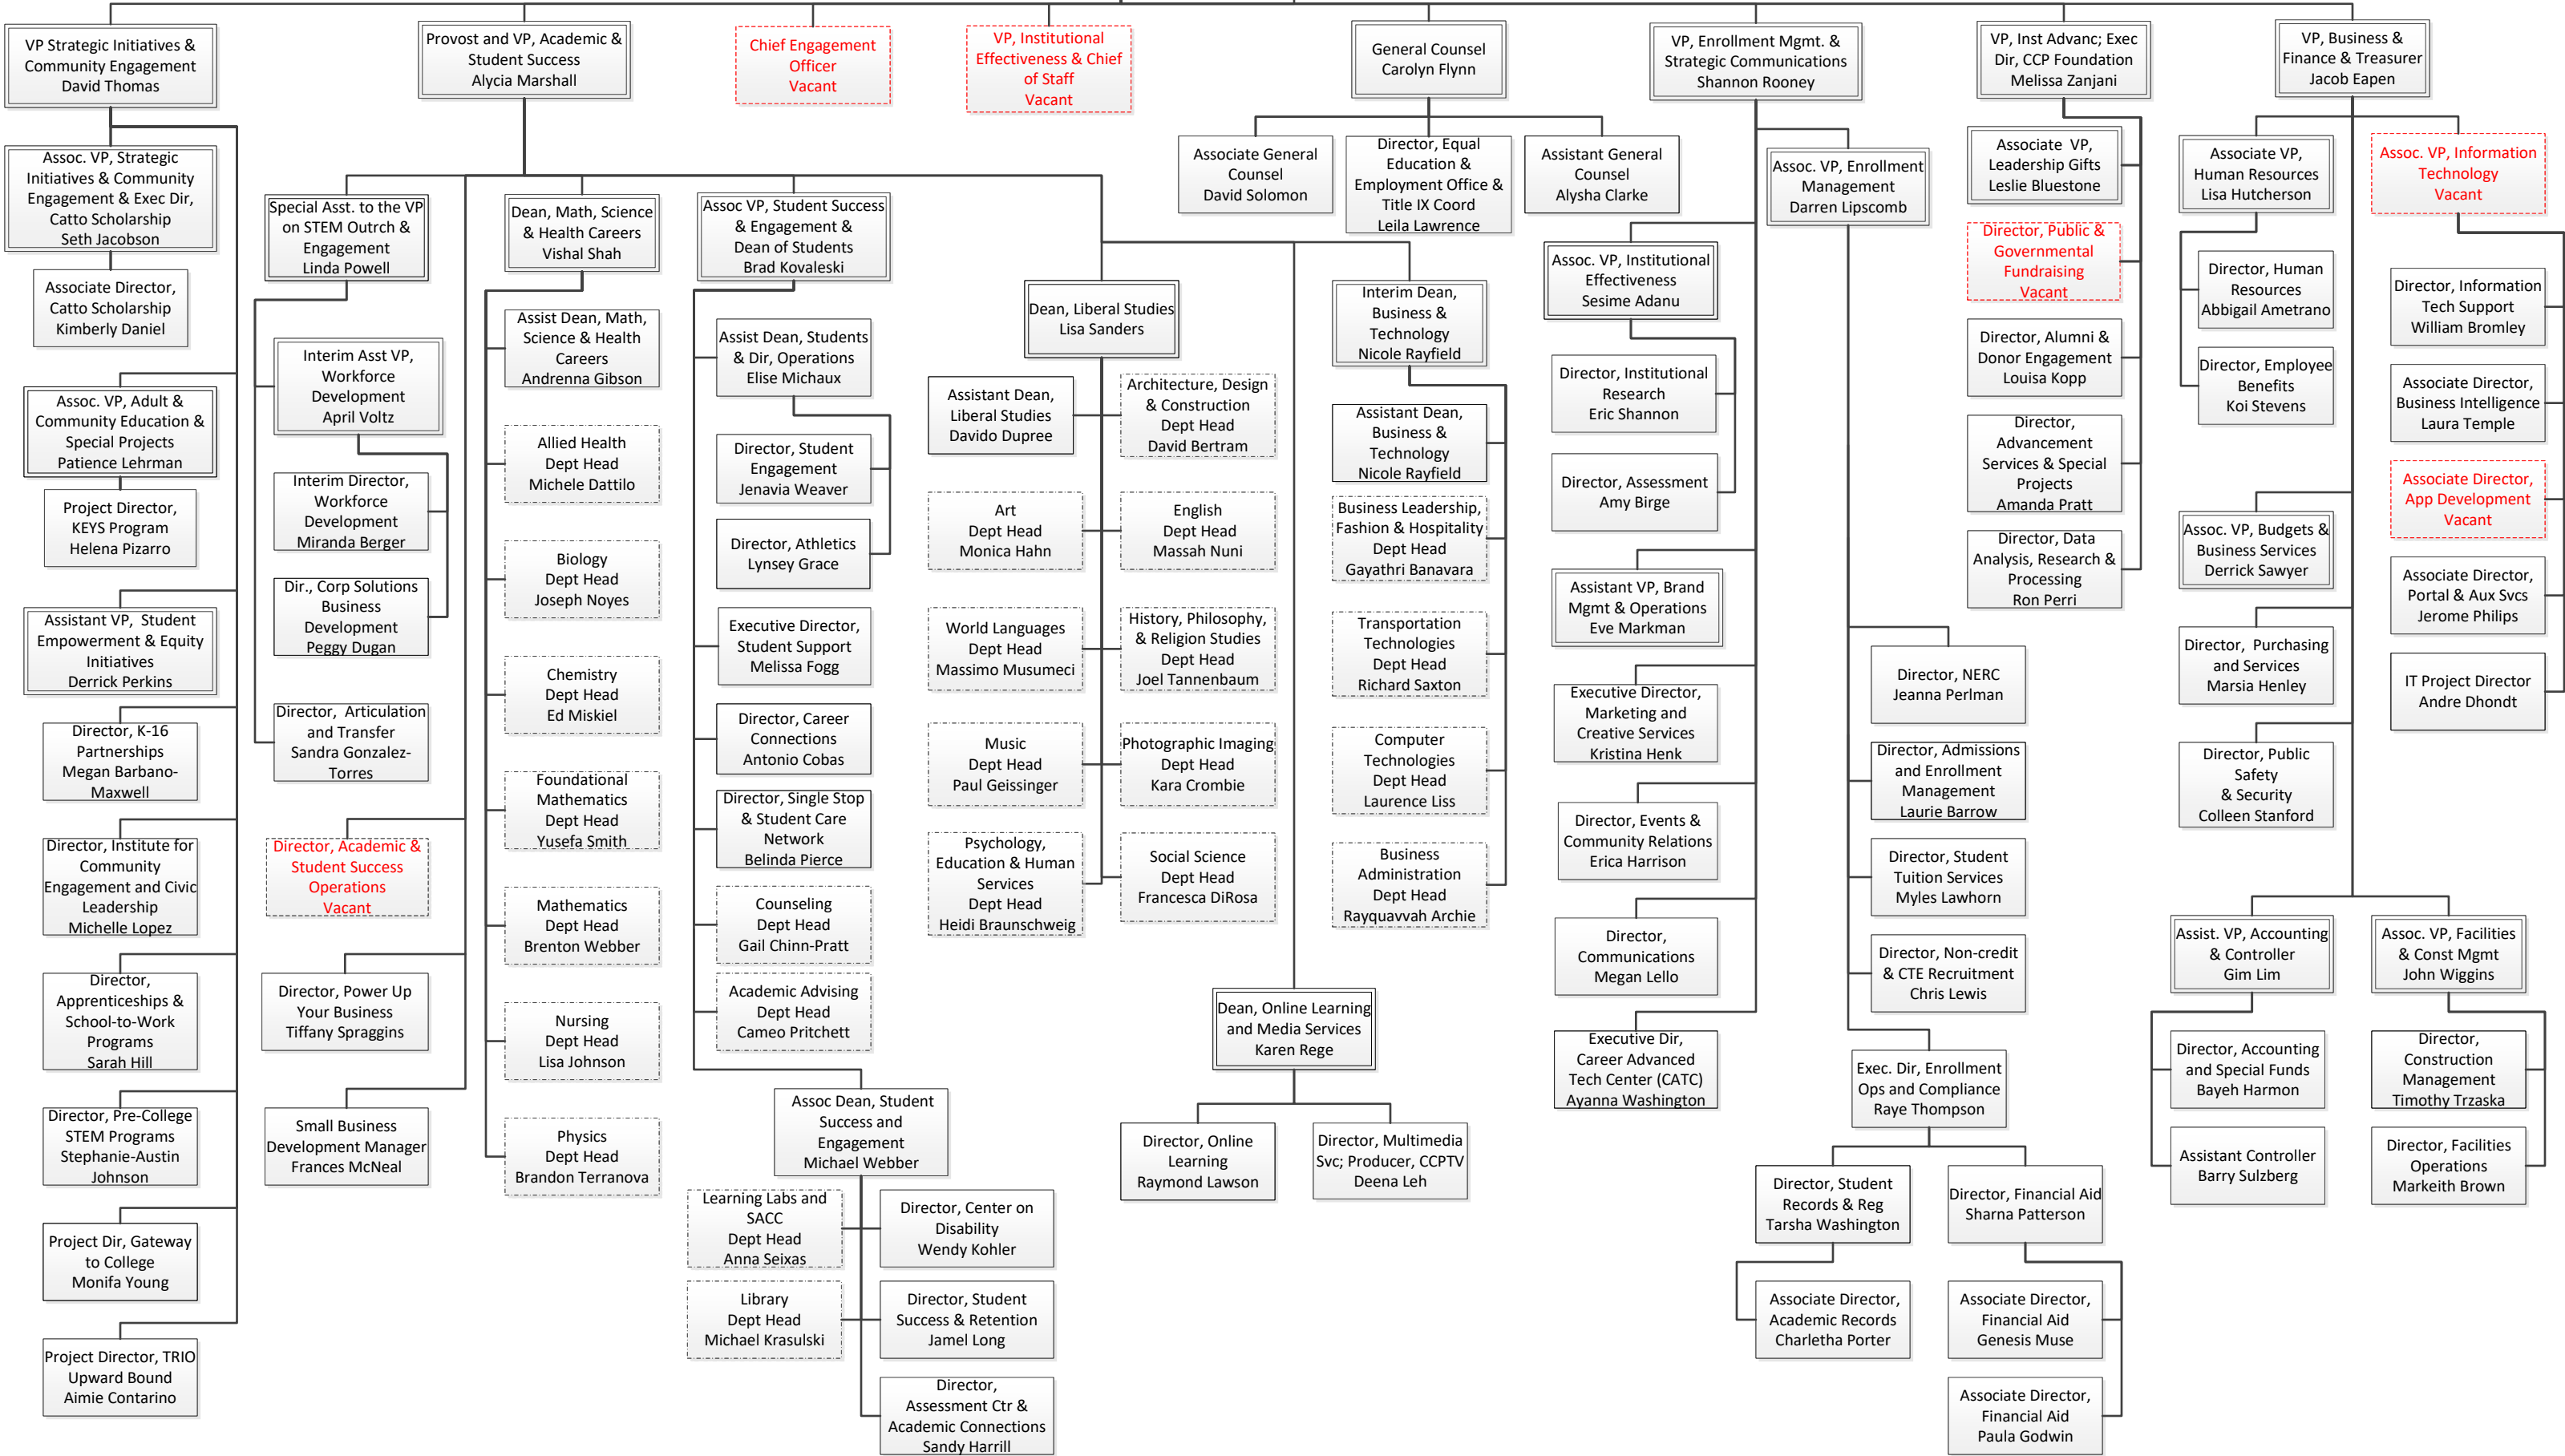 VP Strategic Initiatives &
Community Engagement
David Thomas
Assoc. VP, Strategic
Initiatives & Community
Engagement & Exec Dir,
Catto Scholarship
Seth Jacobson
Associate Director,
Catto Scholarship
Kimberly Daniel
Assoc. VP, Adult &
Community Education &
Special Projects
Patience Lehrman
Project Director,
KEYS Program
Helena Pizarro
Assistant VP,  Student
Empowerment & Equity
Initiatives
Derrick Perkins
Director, K-16
Partnerships
Megan Barbano-
Maxwell
Director, Institute for
Community
Engagement and Civic
Leadership
Michelle Lopez
Director,
Apprenticeships &
School-to-Work
Programs
Sarah Hill
Director, Pre-College
STEM Programs
Stephanie-Austin
Johnson
Project Dir, Gateway
to College
Monifa Young
Project Director, TRIO
Upward Bound
Aimie Contarino
Provost and VP, Academic &
Student Success
Alycia Marshall
Special Asst. to the VP
on STEM Outrch &
Engagement
Linda Powell
Interim Asst VP,
Workforce
Development
April Voltz
Interim Director,
Workforce
Development
Miranda Berger
Dir., Corp Solutions
Business
Development
Peggy Dugan
Director,  Articulation
and Transfer
Sandra Gonzalez-
Torres
Director, Academic &
Student Success
Operations
Vacant
Director, Power Up
Your Business
Tiffany Spraggins
Small Business
Development Manager
Frances McNeal
Dean, Math, Science
& Health Careers
Vishal Shah
Assist Dean, Math,
Science & Health
Careers
Andrenna Gibson
Allied Health
Dept Head
Michele Dattilo
Biology
Dept Head
Joseph Noyes
Chemistry
Dept Head
Ed Miskiel
Foundational
Mathematics
Dept Head
Yusefa Smith
Mathematics
Dept Head
Brenton Webber
Nursing
Dept Head
Lisa Johnson
Physics
Dept Head
Brandon Terranova
Assoc VP, Student Success
& Engagement &
Dean of Students
Brad Kovaleski
Assist Dean, Students
& Dir, Operations
Elise Michaux
Director, Student
Engagement
Jenavia Weaver
Director, Athletics
Lynsey Grace
Executive Director,
Student Support
Melissa Fogg
Director, Career
Connections
Antonio Cobas
Director, Single Stop
& Student Care
Network
Belinda Pierce
Counseling
Dept Head
Gail Chinn-Pratt
Academic Advising
Dept Head
Cameo Pritchett
Assoc Dean, Student
Success and
Engagement
Michael Webber
Learning Labs and
SACC
Dept Head
Anna Seixas
Director, Center on
Disability
Wendy Kohler
Library
Dept Head
Michael Krasulski
Director, Student
Success & Retention
Jamel Long
Director,
Assessment Ctr &
Academic Connections
Sandy Harrill
Dean, Liberal Studies
Lisa Sanders
Assistant Dean,
Liberal Studies
Davido Dupree
Architecture, Design
& Construction
Dept Head
David Bertram
Art
Dept Head
Monica Hahn
English
Dept Head
Massah Nuni
World Languages
Dept Head
Massimo Musumeci
History, Philosophy,
& Religion Studies
Dept Head
Joel Tannenbaum
Music
Dept Head
Paul Geissinger
Photographic Imaging
Dept Head
Kara Crombie
Psychology,
Education & Human
Services
Dept Head
Heidi Braunschweig
Social Science
Dept Head
Francesca DiRosa
Dean, Online Learning
and Media Services
Karen Rege
Director, Online
Learning
Raymond Lawson
Director, Multimedia
Svc; Producer, CCPTV
Deena Leh
Interim Dean,
Business &
Technology
Nicole Rayfield
Assistant Dean,
Business &
Technology
Nicole Rayfield
Business Leadership,
Fashion & Hospitality
Dept Head
Gayathri Banavara
Transportation
Technologies
Dept Head
Richard Saxton
Computer
Technologies
Dept Head
Laurence Liss
Business
Administration
Dept Head
Rayquavvah Archie
Chief Engagement
Officer
Vacant
VP, Institutional
Effectiveness & Chief
of Staff
Vacant
General Counsel
Carolyn Flynn
Associate General
Counsel
David Solomon
Director, Equal
Education &
Employment Office &
Title IX Coord
Leila Lawrence
Assistant General
Counsel
Alysha Clarke
VP, Enrollment Mgmt. &
Strategic Communications
Shannon Rooney
Assoc. VP, Institutional
Effectiveness
Sesime Adanu
Director, Institutional
Research
Eric Shannon
Director, Assessment
Amy Birge
Assistant VP, Brand
Mgmt & Operations
Eve Markman
Executive Director,
Marketing and
Creative Services
Kristina Henk
Director, Events &
Community Relations
Erica Harrison
Director,
Communications
Megan Lello
Executive Dir,
Career Advanced
Tech Center (CATC)
Ayanna Washington
Assoc. VP, Enrollment
Management
Darren Lipscomb
Director, NERC
Jeanna Perlman
Director, Admissions
and Enrollment
Management
Laurie Barrow
Director, Student
Tuition Services
Myles Lawhorn
Director, Non-credit
& CTE Recruitment
Chris Lewis
Exec. Dir, Enrollment
Ops and Compliance
Raye Thompson
Director, Student
Records & Reg
Tarsha Washington
Associate Director,
Academic Records
Charletha Porter
Director, Financial Aid
Sharna Patterson
Associate Director,
Financial Aid
Genesis Muse
Associate Director,
Financial Aid
Paula Godwin
VP, Inst Advanc; Exec
Dir, CCP Foundation
Melissa Zanjani
Associate  VP,
Leadership Gifts
Leslie Bluestone
Director, Public &
Governmental
Fundraising
Vacant
Director, Alumni &
Donor Engagement
Louisa Kopp
Director,
Advancement
Services & Special
Projects
Amanda Pratt
Director, Data
Analysis, Research &
Processing
Ron Perri
VP, Business &
Finance & Treasurer
Jacob Eapen
Associate VP,
Human Resources
Lisa Hutcherson
Director, Human
Resources
Abbigail Ametrano
Director, Employee
Benefits
Koi Stevens
Assoc. VP, Information
Technology
Vacant
Director, Information
Tech Support
William Bromley
Associate Director,
Business Intelligence
Laura Temple
Associate Director,
App Development
Vacant
Associate Director,
Portal & Aux Svcs
Jerome Philips
IT Project Director
Andre Dhondt
Assoc. VP, Budgets &
Business Services
Derrick Sawyer
Director,  Purchasing
and Services
Marsia Henley
Director, Public
Safety
& Security
Colleen Stanford
Assist. VP, Accounting
& Controller
Gim Lim
Director, Accounting
and Special Funds
Bayeh Harmon
Assistant Controller
Barry Sulzberg
Assoc. VP, Facilities
& Const Mgmt
John Wiggins
Director,
Construction
Management
Timothy Trzaska
Director, Facilities
Operations
Markeith Brown